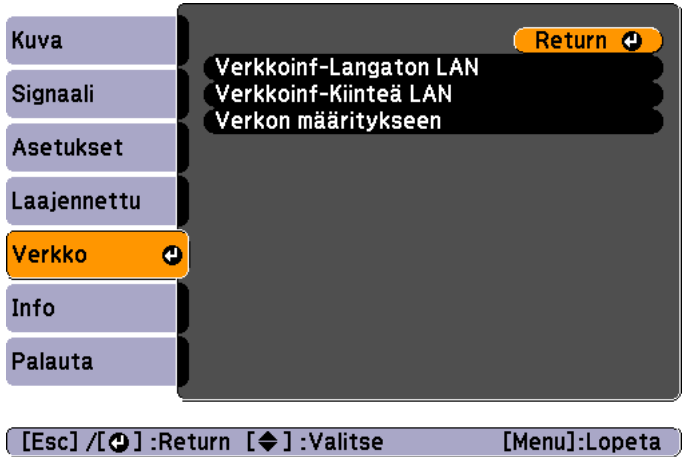 Kuva
Signaali
Asetukset
Laajennettu
Verkko
Info
Palauta
Return
Verkkoinf-Langaton LAN
Verkkoinf-Kiinteä LAN
Verkon määritykseen
[Esc] /[⏎] :Return [◆] :Valitse [Menu]:Lopeta